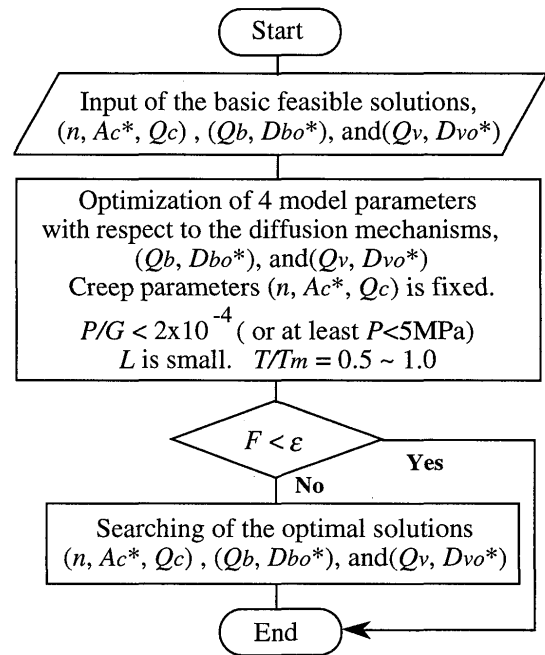 Start
Input of the basic feasible solutions,
(n, Ac*, Qc) , (Qb, Dbo*), and(Qv, Dvo*)
Optimization of 4 model parameters
with respect to the diffusion mechanisms,
(Qb, Dbo*), and(Qv, Dvo*)
Creep parameters (n, Ac*, Qc) is fixed.
P/G < 2x10^-4 ( or at least P<5MPa)
L is small. T/Tm = 0.5 ~ 1.0
F < ε
Yes
No
Searching of the optimal solutions
(n, Ac*, Qc) , (Qb, Dbo*), and(Qv, Dvo*)
End